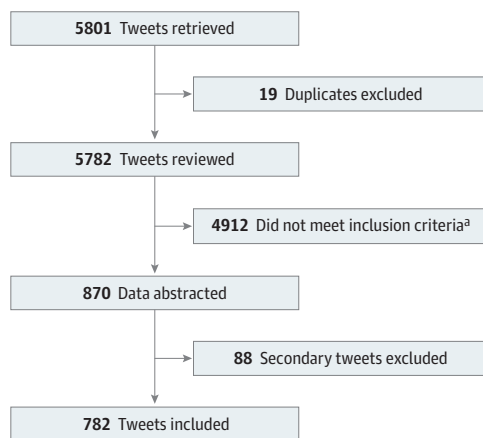 5801 Tweets retrieved
19 Duplicates excluded
5782 Tweets reviewed
4912 Did not meet inclusion criteriaᵃ
870 Data abstracted
88 Secondary tweets excluded
782 Tweets included